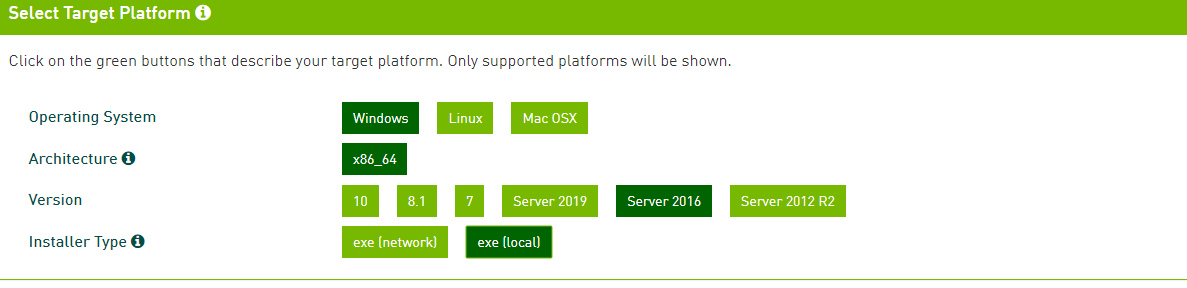 Select Target Platform
Click on the green buttons that describe your target platform. Only supported platforms will be shown.
Operating System Windows Linux Mac OSX
Architecture x86_64
Version 10 8.1 7 Server 2019 Server 2016 Server 2012 R2
Installer Type exe (network) exe (local)